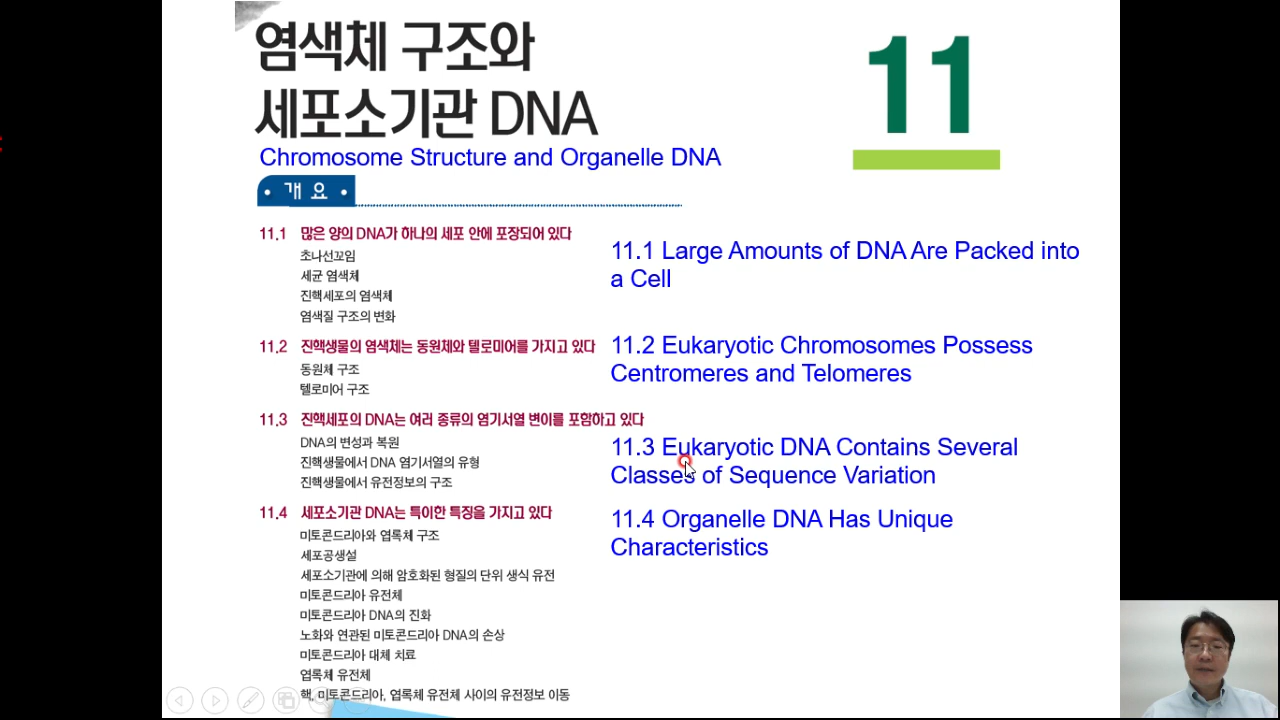 염색체 구조와
세포소기관 DNA
11
Chromosome Structure and Organelle DNA
• 개 요 •
11.1 많은 양의 DNA가 하나의 세포 안에 포장되어 있다
초나선꼬임
세균 염색체
진핵세포의 염색체
염색질 구조의 변화
11.1 Large Amounts of DNA Are Packed into
a Cell
11.2 진핵생물의 염색체는 동원체와 텔로미어를 가지고 있다
동원체 구조
텔로미어 구조
11.2 Eukaryotic Chromosomes Possess
Centromeres and Telomeres
11.3 진핵세포의 DNA는 여러 종류의 염기서열 변이를 포함하고 있다
DNA의 변성과 복원
진핵생물에서 DNA 염기서열의 유형
진핵생물에서 유전정보의 구조
11.3 Eukaryotic DNA Contains Several
Classes of Sequence Variation
11.4 세포소기관 DNA는 특이한 특징을 가지고 있다
미토콘드리아와 엽록체 구조
세포공생설
세포소기관에 의해 암호화된 형질의 단위 생식 유전
미토콘드리아 유전체
미토콘드리아 DNA의 진화
노화와 연관된 미토콘드리아 DNA의 손상
미토콘드리아 대체 치료
엽록체 유전체
핵, 미토콘드리아, 엽록체 유전체 사이의 유전정보 이동
11.4 Organelle DNA Has Unique
Characteristics